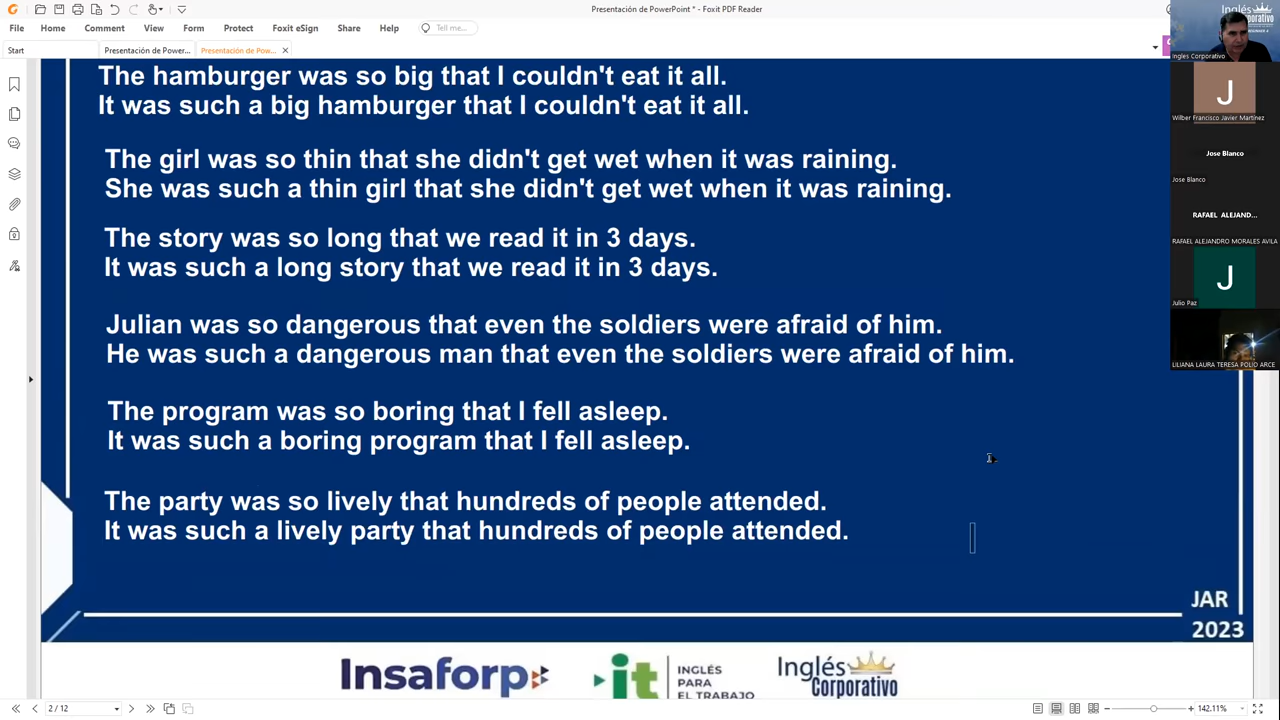 Presentación de PowerPoint * - Foxit PDF Reader
File Home Comment View Form Protect Foxit eSign Share Help Tell me...
Start Presentación de Power... Presentación de Pow... ×
The hamburger was so big that I couldn't eat it all.
It was such a big hamburger that I couldn't eat it all.
The girl was so thin that she didn't get wet when it was raining.
She was such a thin girl that she didn't get wet when it was raining.
The story was so long that we read it in 3 days.
It was such a long story that we read it in 3 days.
Julian was so dangerous that even the soldiers were afraid of him.
He was such a dangerous man that even the soldiers were afraid of him.
The program was so boring that I fell asleep.
It was such a boring program that I fell asleep.
The party was so lively that hundreds of people attended.
It was such a lively party that hundreds of people attended.
JAR
2023
Insaforp
it
INGLÉS
PARA
EL TRABAJO
Inglés
Corporativo
2 / 12
142.11%
Inglés
Ingles Corporativo
J
Wilber Francisco Javier Martinez
Jose Blanco
Jose Blanco
RAFAEL ALEJAND...
RAFAEL ALEJANDRO MORALES AVILA
J
Julio Paz
LILIANA LAURA TERESA POLIO ARCE